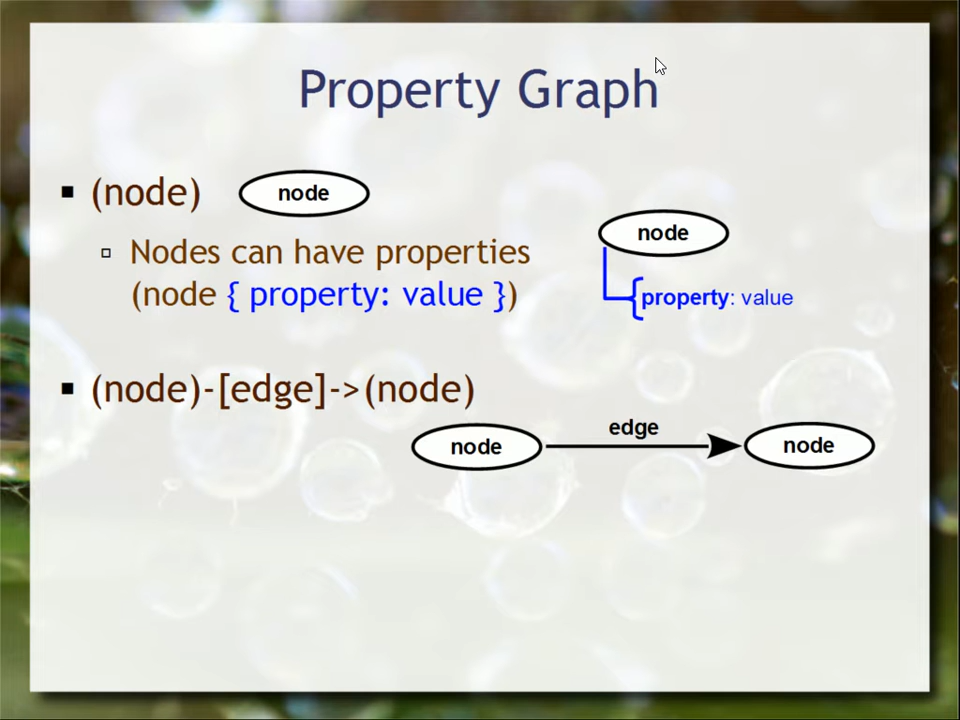 Property Graph
(node)
node
Nodes can have properties
(node { property: value })
node
property: value
(node)-[edge]->(node)
node
edge
node